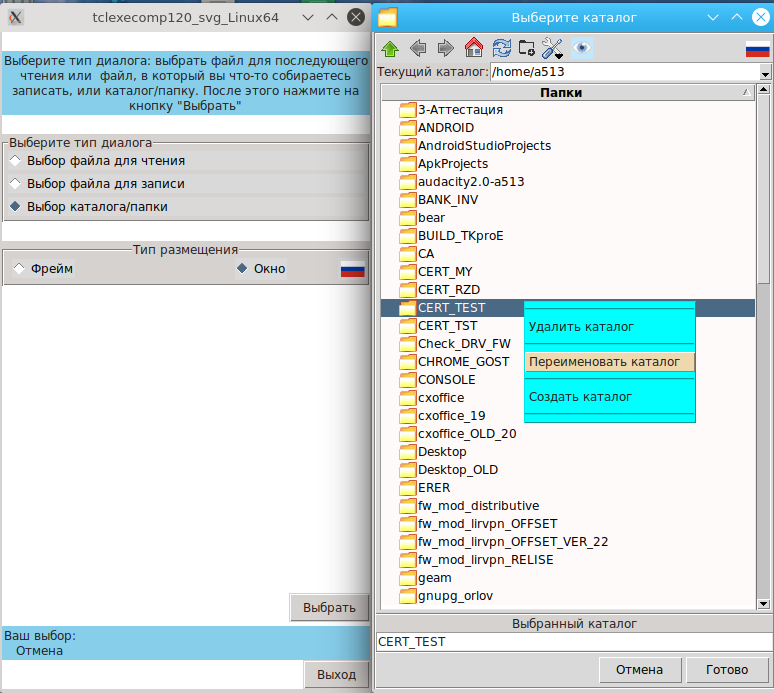 tclexecomp120_svg_Linux64
Выберите тип диалога: выбрать файл для последующего
чтения или файл, в который вы что-то собираетесь
записать, или каталог/папку. После этого нажмите на
кнопку "Выбрать"
Выберите тип диалога
Выбор файла для чтения
Выбор файла для записи
Выбор каталога/папки
Тип размещения
Фрейм
Окно
Выбрать
Ваш выбор:
Отмена
Выход
Выберите каталог
Текущий каталог: /home/a513
Папки
3-Аттестация
ANDROID
AndroidStudioProjects
ApkProjects
audacity2.0-a513
BANK_INV
bear
BUILD_TKproE
CA
CERT_MY
CERT_RZD
CERT_TEST
CERT_TST
Check_DRV_FW
CHROME_GOST
CONSOLE
cxoffice
cxoffice_19
cxoffice_OLD_20
Desktop
Desktop_OLD
ERER
fw_mod_distributive
fw_mod_lirvpn_OFFSET
fw_mod_lirvpn_OFFSET_VER_22
fw_mod_lirvpn_RELISE
geam
gnupg_orlov
Удалить каталог
Переименовать каталог
Создать каталог
Выбранный каталог
CERT_TEST
Отмена
Готово